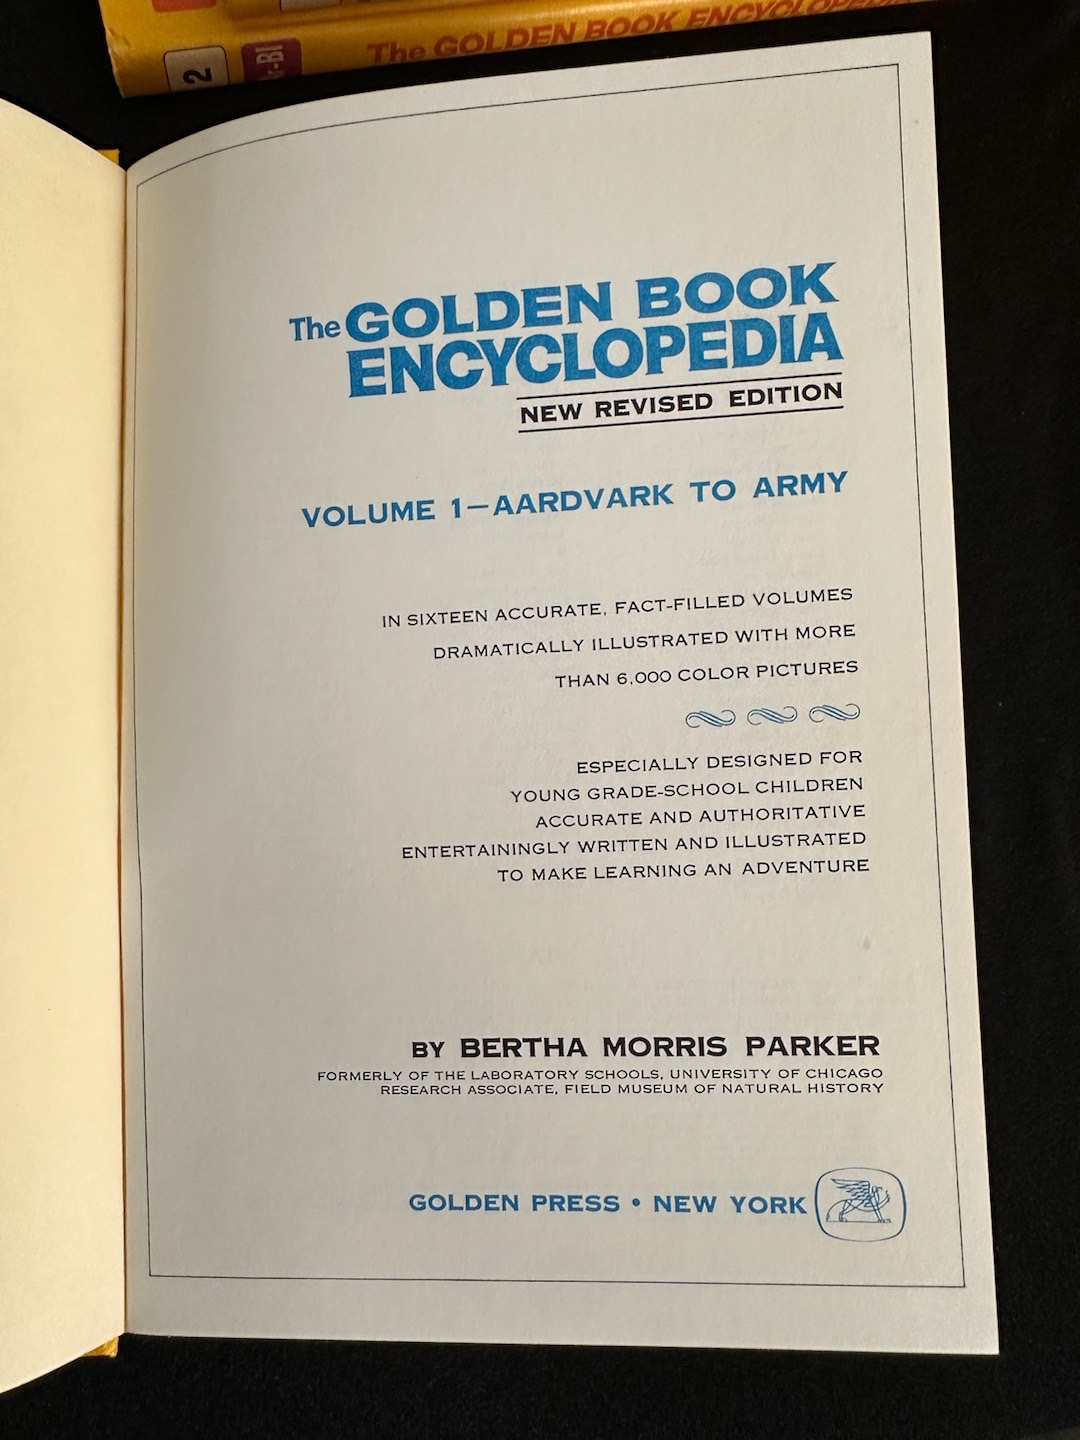 The GOLDEN BOOK ENCYCLOPEDIA
2
The GOLDEN BOOK
ENCYCLOPEDIA
NEW REVISED EDITION
VOLUME 1—AARDVARK TO ARMY
IN SIXTEEN ACCURATE, FACT-FILLED VOLUMES
DRAMATICALLY ILLUSTRATED WITH MORE
THAN 6,000 COLOR PICTURES
ESPECIALLY DESIGNED FOR
YOUNG GRADE-SCHOOL CHILDREN
ACCURATE AND AUTHORITATIVE
ENTERTAININGLY WRITTEN AND ILLUSTRATED
TO MAKE LEARNING AN ADVENTURE
BY BERTHA MORRIS PARKER
FORMERLY OF THE LABORATORY SCHOOLS, UNIVERSITY OF CHICAGO
RESEARCH ASSOCIATE, FIELD MUSEUM OF NATURAL HISTORY
GOLDEN PRESS • NEW YORK